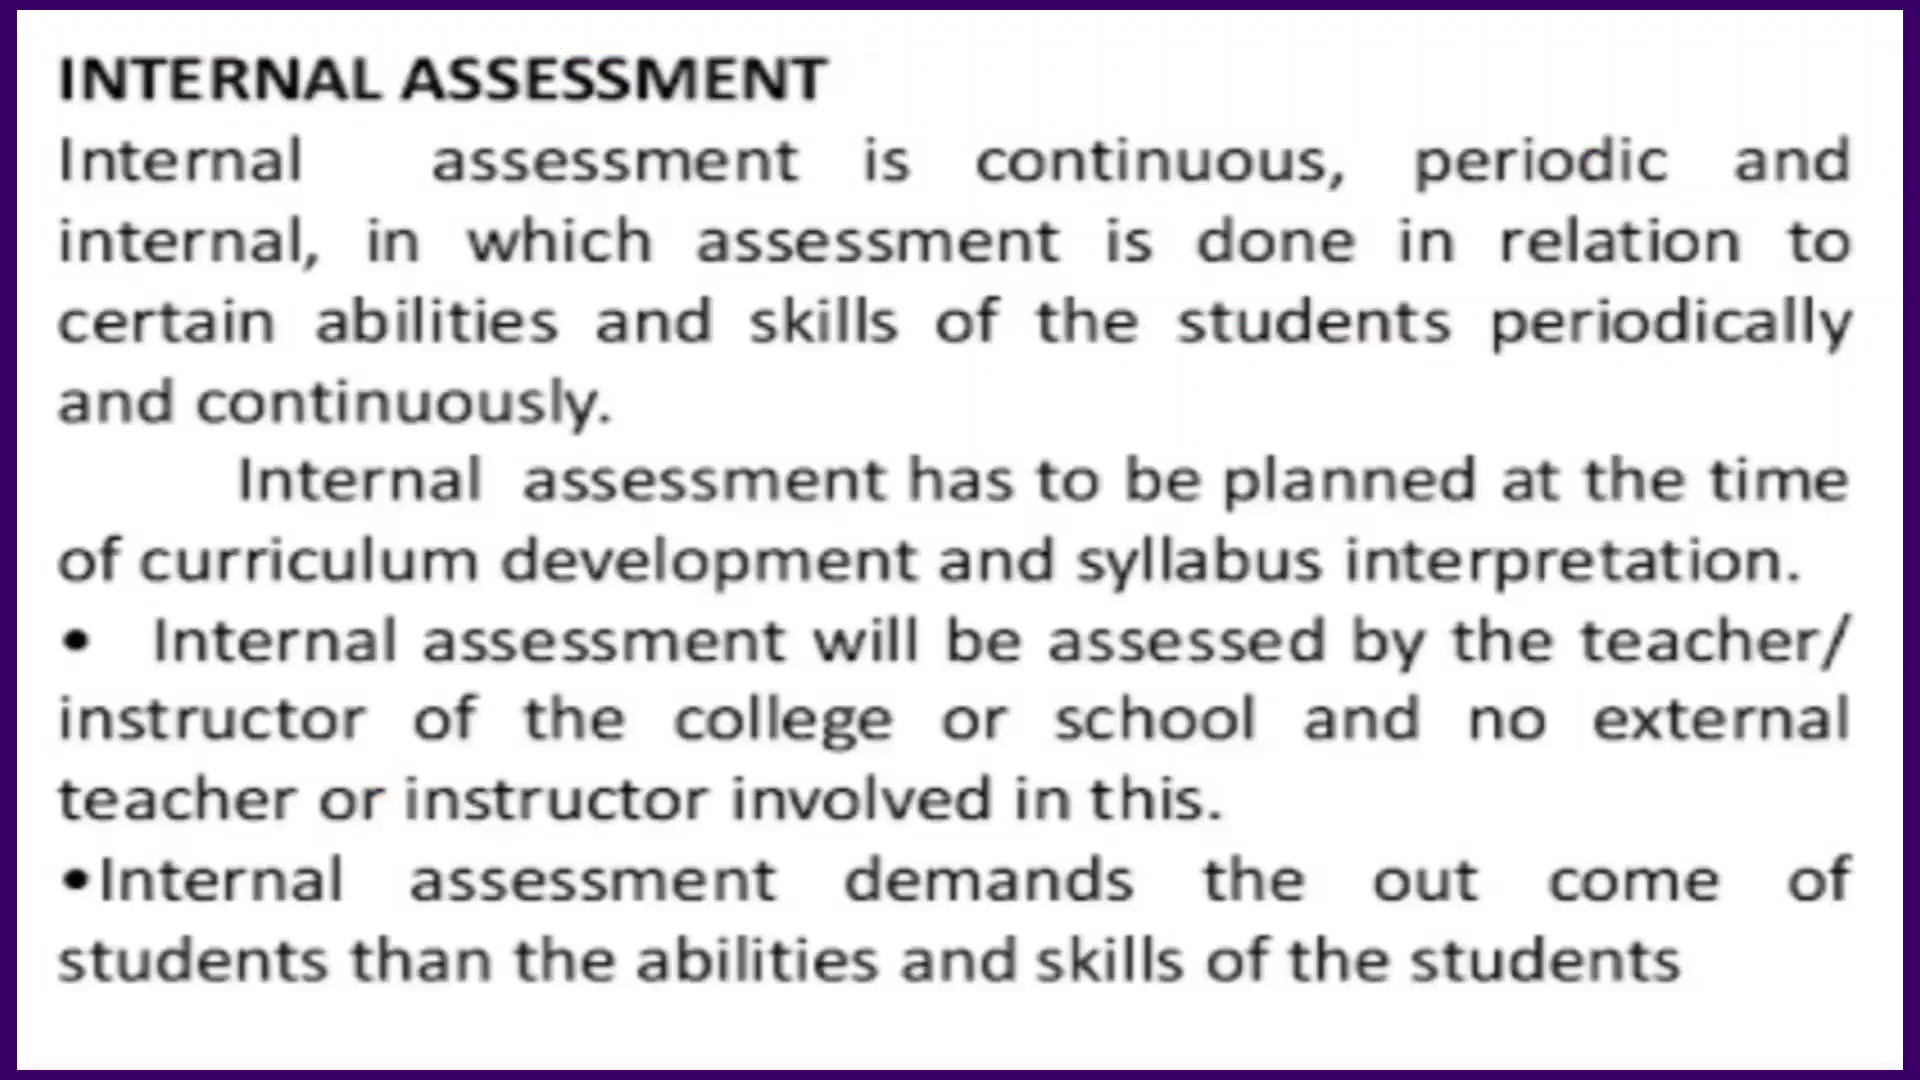 INTERNAL ASSESSMENT
Internal assessment is continuous, periodic and
internal, in which assessment is done in relation to
certain abilities and skills of the students periodically
and continuously.
Internal assessment has to be planned at the time
of curriculum development and syllabus interpretation.
• Internal assessment will be assessed by the teacher/
instructor of the college or school and no external
teacher or instructor involved in this.
•Internal assessment demands the out come of
students than the abilities and skills of the students